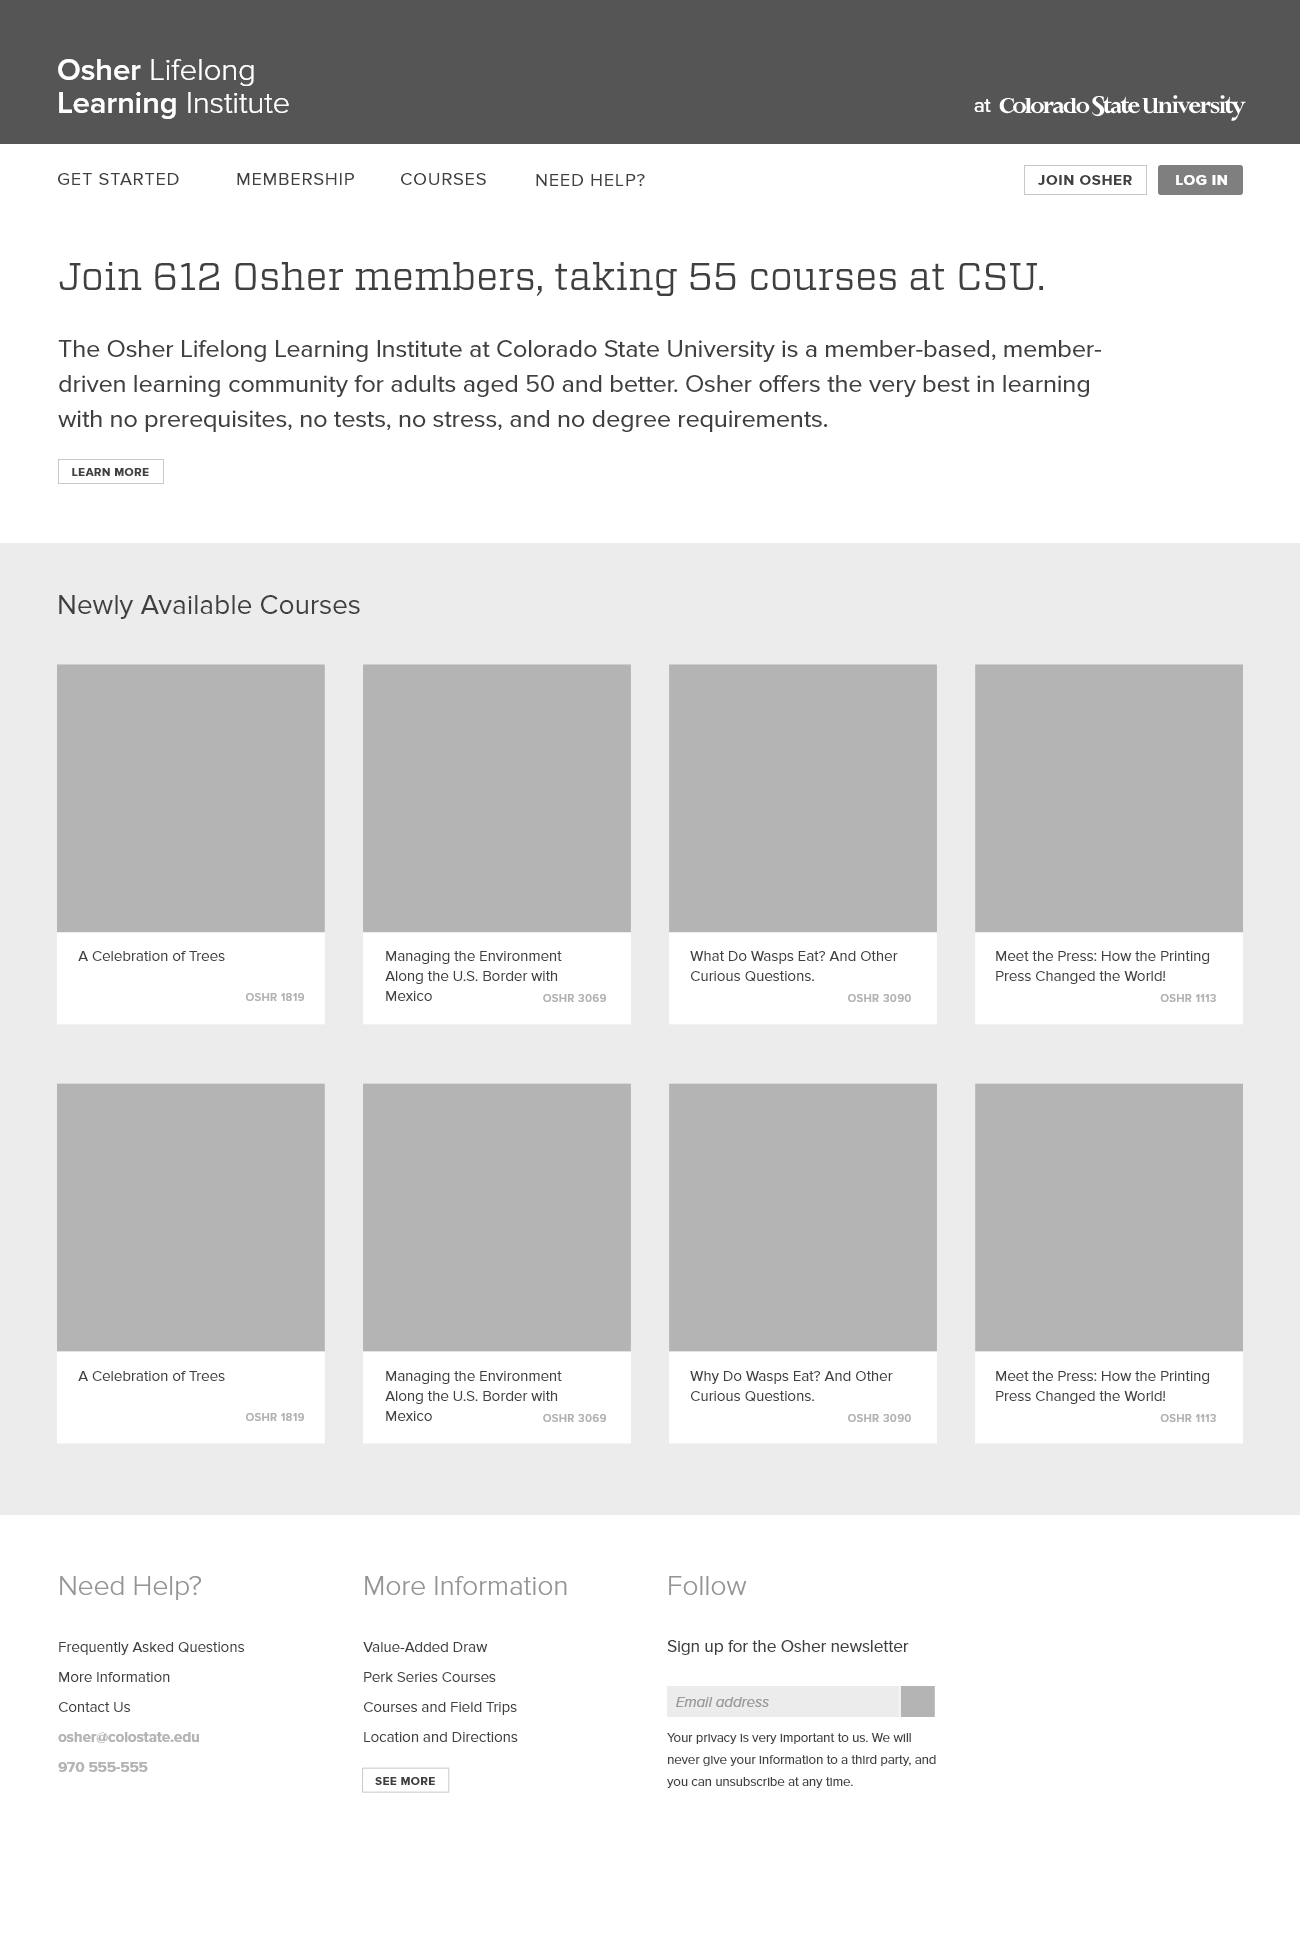 Osher Lifelong
Learning Institute
at Colorado State University
GET STARTED
MEMBERSHIP
COURSES
NEED HELP?
JOIN OSHER
LOG IN
Join 612 Osher members, taking 55 courses at CSU.
The Osher Lifelong Learning Institute at Colorado State University is a member-based, member-
driven learning community for adults aged 50 and better. Osher offers the very best in learning
with no prerequisites, no tests, no stress, and no degree requirements.
LEARN MORE
Newly Available Courses
A Celebration of Trees
OSHR 1819
Managing the Environment
Along the U.S. Border with
Mexico
OSHR 3069
What Do Wasps Eat? And Other
Curious Questions.
OSHR 3090
Meet the Press: How the Printing
Press Changed the World!
OSHR 1113
A Celebration of Trees
OSHR 1819
Managing the Environment
Along the U.S. Border with
Mexico
OSHR 3069
Why Do Wasps Eat? And Other
Curious Questions.
OSHR 3090
Meet the Press: How the Printing
Press Changed the World!
OSHR 1113
Need Help?
Frequently Asked Questions
More Information
Contact Us
osher@colostate.edu
970 555-555
More Information
Value-Added Draw
Perk Series Courses
Courses and Field Trips
Location and Directions
SEE MORE
Follow
Sign up for the Osher newsletter
Email address
Your privacy is very important to us. We will
never give your information to a third party, and
you can unsubscribe at any time.